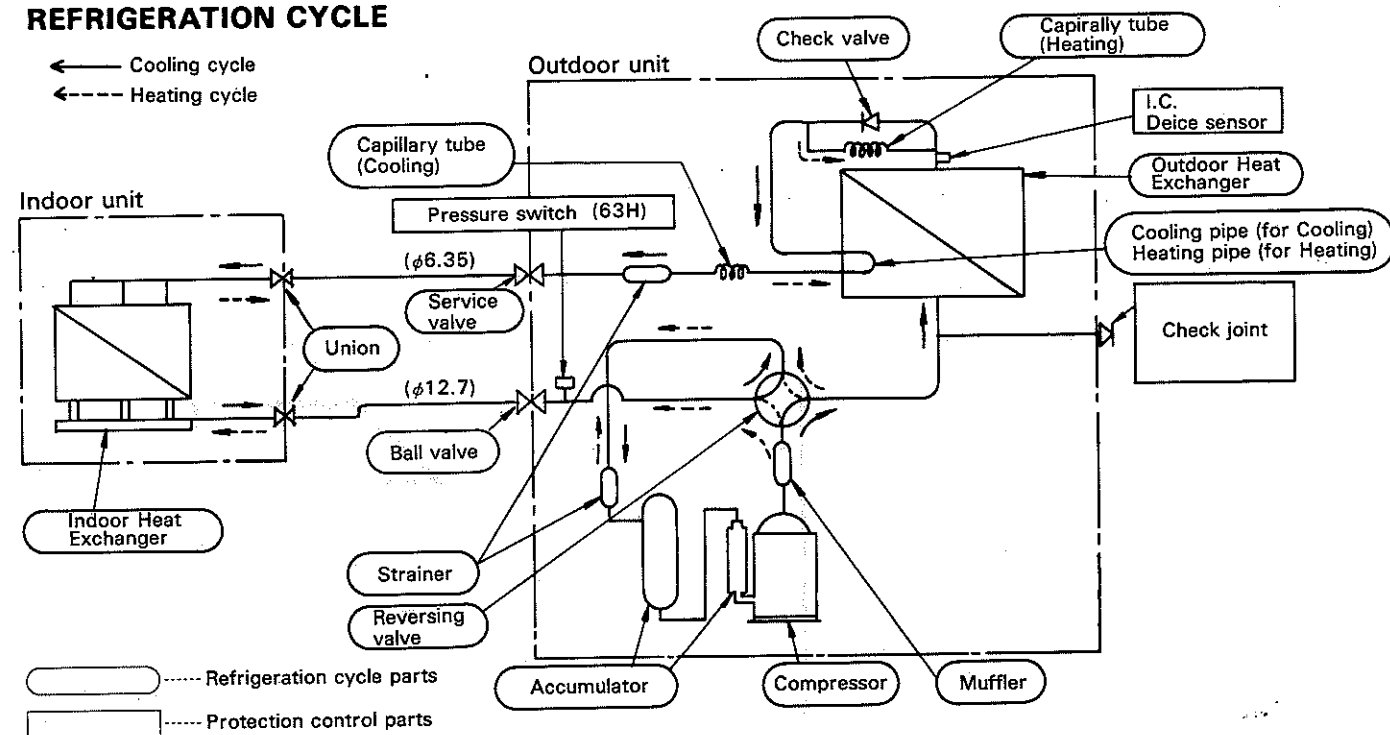 REFRIGERATION CYCLE
Cooling cycle
Heating cycle
Outdoor unit
Check valve
Capirally tube
(Heating)
I.C.
Deice sensor
Capillary tube
(Cooling)
Outdoor Heat
Exchanger
Indoor unit
Pressure switch (63H)
Cooling pipe (for Cooling)
Heating pipe (for Heating)
(φ6.35)
Service
valve
Union
Check joint
(φ12.7)
Ball valve
Indoor Heat
Exchanger
Strainer
Reversing
valve
Accumulator
Compressor
Muffler
Refrigeration cycle parts
Protection control parts